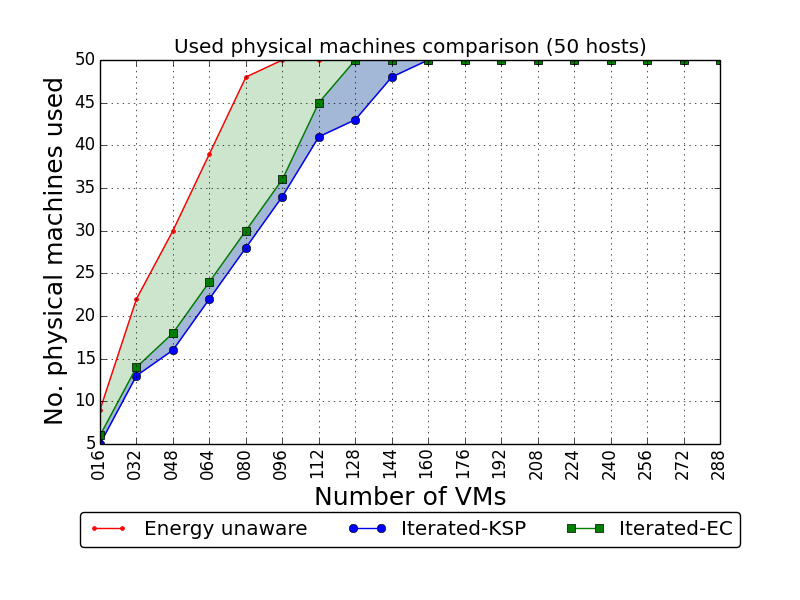 Used physical machines comparison (50 hosts)
No. physical machines used
50
45
40
35
30
25
20
15
10
5
016 032 048 064 080 096 112 128 144 160 176 192 208 224 240 256 272 288
Number of VMs
Energy unaware Iterated-KSP Iterated-EC